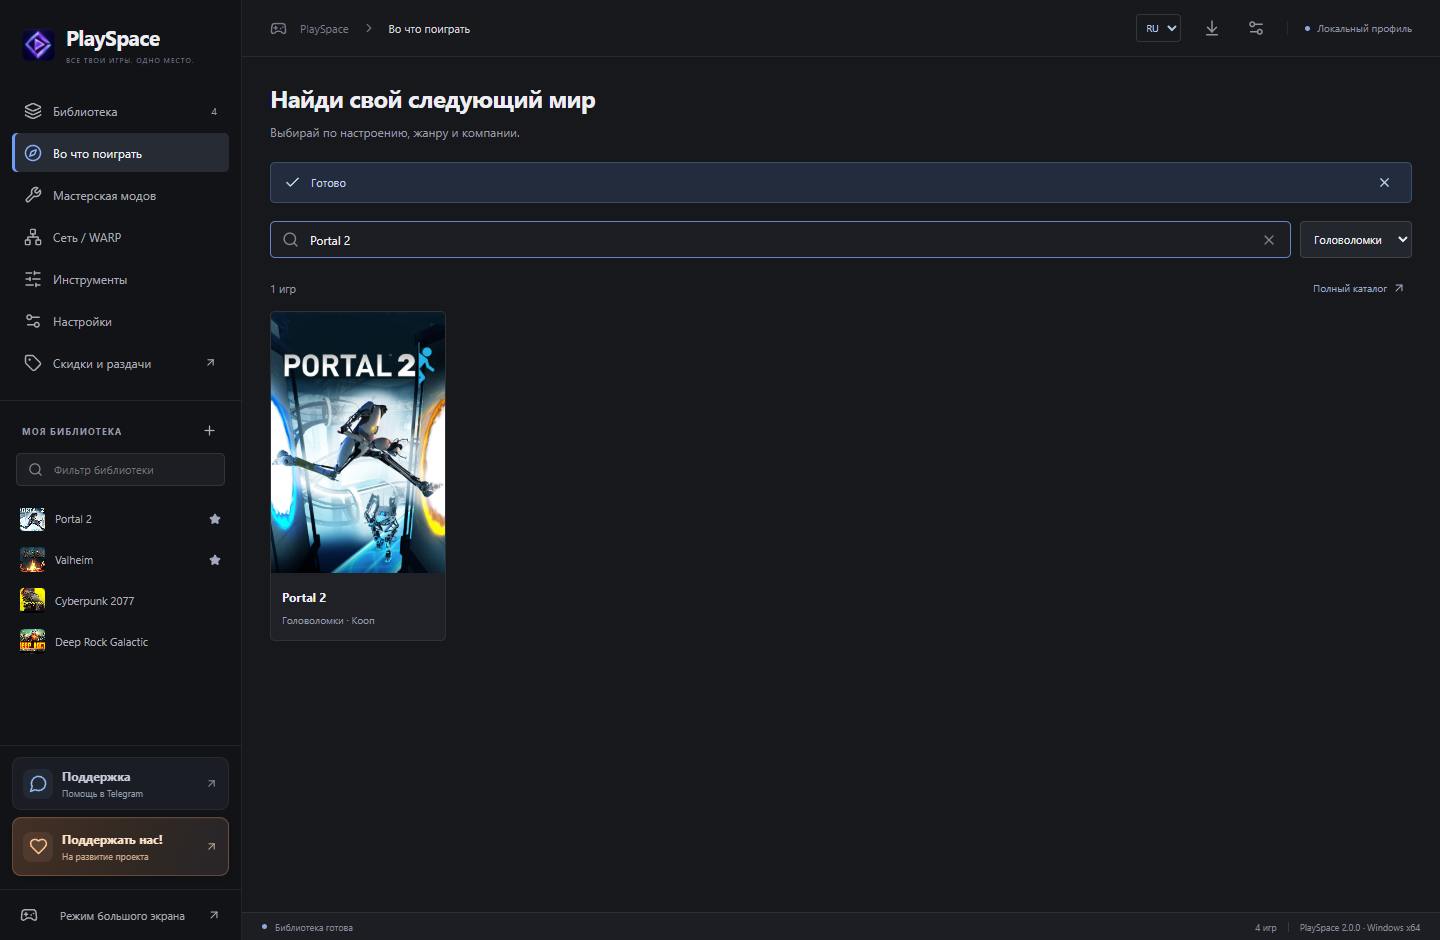 PlaySpace
ВСЕ ТВОИ ИГРЫ. ОДНО МЕСТО.
Библиотека 4
Во что поиграть
Мастерская модов
Сеть / WARP
Инструменты
Настройки
Скидки и раздачи
МОЯ БИБЛИОТЕКА
Фильтр библиотеки
Portal 2
Valheim
Cyberpunk 2077
Deep Rock Galactic
Поддержка
Помощь в Telegram
Поддержать нас!
На развитие проекта
Режим большого экрана
PlaySpace Во что поиграть
RU
Локальный профиль
Найди свой следующий мир
Выбирай по настроению, жанру и компании.
Готово
Portal 2
Головоломки
1 игр
Полный каталог
PORTAL 2
Portal 2
Головоломки · Кооп
Библиотека готова
4 игр
PlaySpace 2.0.0 · Windows x64